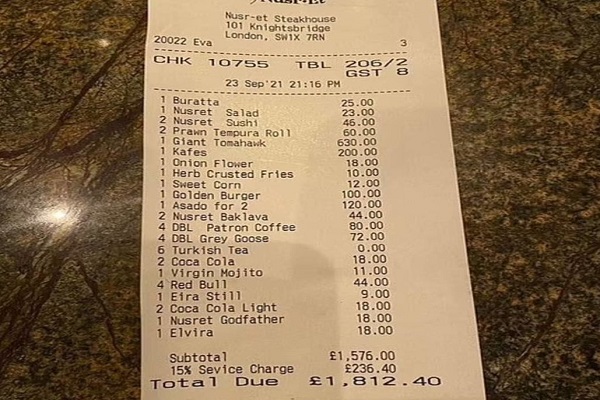 Nusr-Et
Nusr-et Steakhouse
101 Knightsbridge
London, SW1X 7RN
20022 Eva 3
CHK 10755 TBL 206/2
GST 8
23 Sep'21 21:16 PM
1 Buratta 25.00
1 Nusret Salad 23.00
2 Nusret Sushi 46.00
2 Prawn Tempura Roll 60.00
1 Giant Tomahawk 630.00
1 Kafes 200.00
1 Onion Flower 18.00
1 Herb Crusted Fries 10.00
1 Sweet Corn 12.00
1 Golden Burger 100.00
1 Asado for 2 120.00
2 Nusret Baklava 44.00
4 DBL Patron Coffee 80.00
4 DBL Grey Goose 72.00
6 Turkish Tea 0.00
2 Coca Cola 18.00
1 Virgin Mojito 11.00
4 Red Bull 44.00
1 Eira Still 9.00
2 Coca Cola Light 18.00
1 Nusret Godfather 18.00
1 Elvira 18.00
Subtotal £1,576.00
15% Sevice Charge £236.40
Total Due £1,812.40